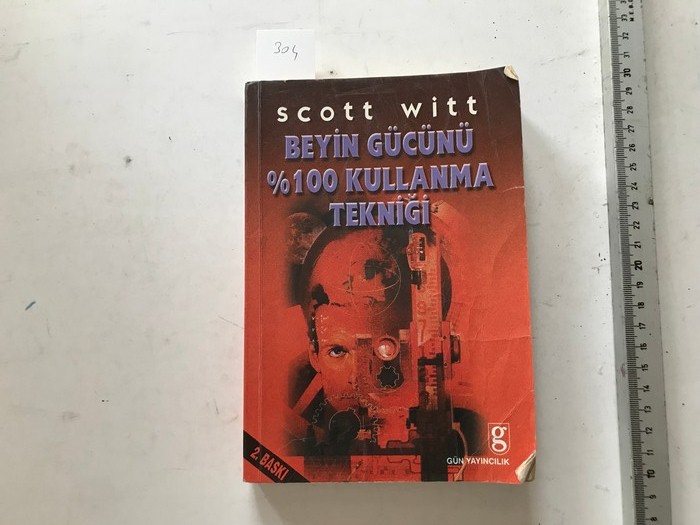 304
scott witt
BEYİN GÜCÜNÜ
%100 KULLANMA
TEKNİĞİ
2. BASKI
g
GÜN YAYINCILIK